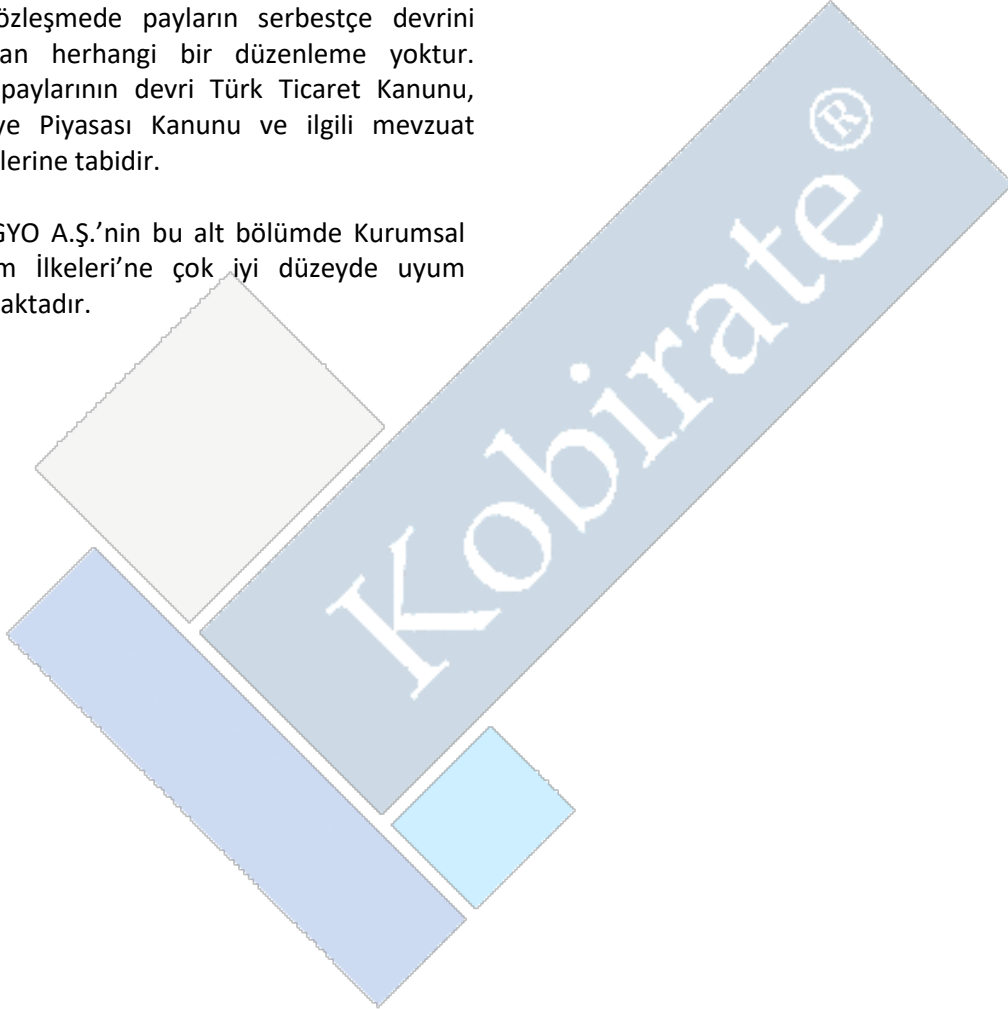 özleşmede payların serbestçe devrini
an herhangi bir düzenleme yoktur.
paylarının devri Türk Ticaret Kanunu,
ye Piyasası Kanunu ve ilgili mevzuat
lerine tabidir.
GYO A.Ş.’nin bu alt bölümde Kurumsal
m İlkeleri’ne çok iyi düzeyde uyum
aktadır.
Kobirate ®